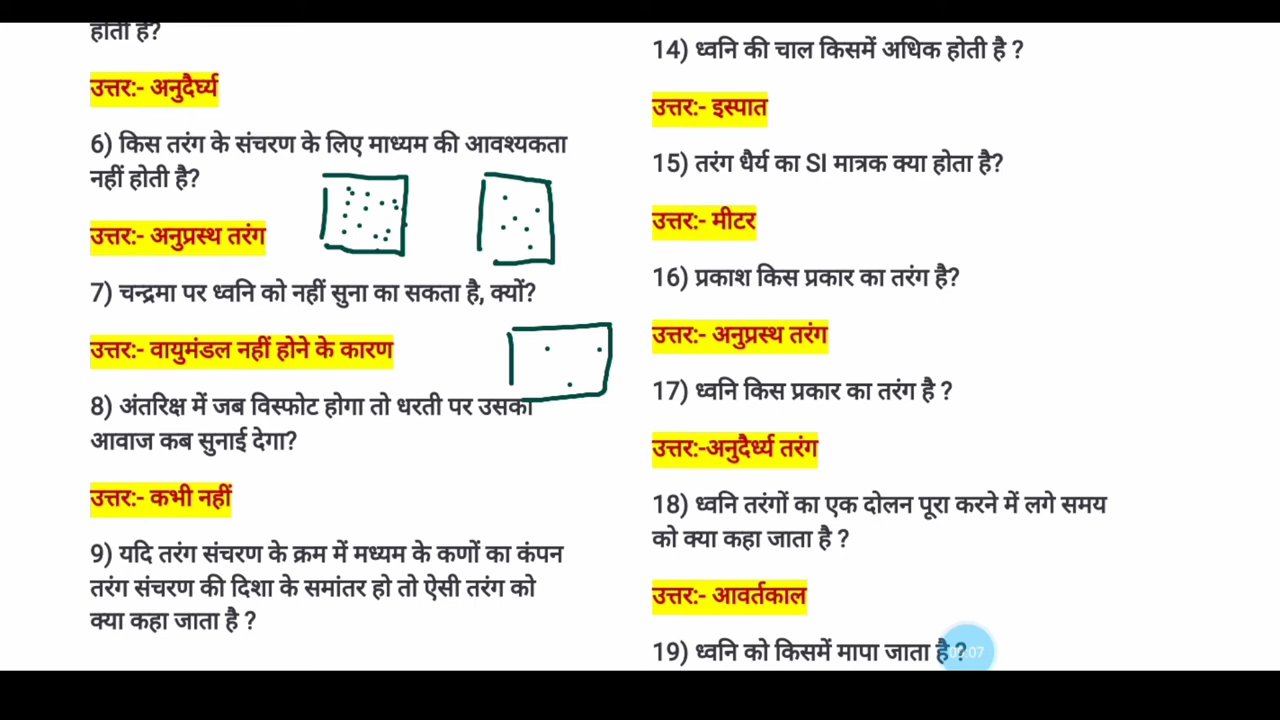 होती है?
उत्तर:- अनुदैर्घ्य
6) किस तरंग के संचरण के लिए माध्यम की आवश्यकता
नहीं होती है?
उत्तर:- अनुप्रस्थ तरंग
7) चन्द्रमा पर ध्वनि को नहीं सुना का सकता है, क्यों?
उत्तर:- वायुमंडल नहीं होने के कारण
8) अंतरिक्ष में जब विस्फोट होगा तो धरती पर उसका
आवाज कब सुनाई देगा?
उत्तर:- कभी नहीं
9) यदि तरंग संचरण के क्रम में मध्यम के कणों का कंपन
तरंग संचरण की दिशा के समांतर हो तो ऐसी तरंग को
क्या कहा जाता है ?
14) ध्वनि की चाल किसमें अधिक होती है ?
उत्तर:- इस्पात
15) तरंग धैर्य का SI मात्रक क्या होता है?
उत्तर:- मीटर
16) प्रकाश किस प्रकार का तरंग है?
उत्तर:- अनुप्रस्थ तरंग
17) ध्वनि किस प्रकार का तरंग है ?
उत्तर:-अनुदैर्ध्य तरंग
18) ध्वनि तरंगों का एक दोलन पूरा करने में लगे समय
को क्या कहा जाता है ?
उत्तर:- आवर्तकाल
19) ध्वनि को किसमें मापा जाता है ?